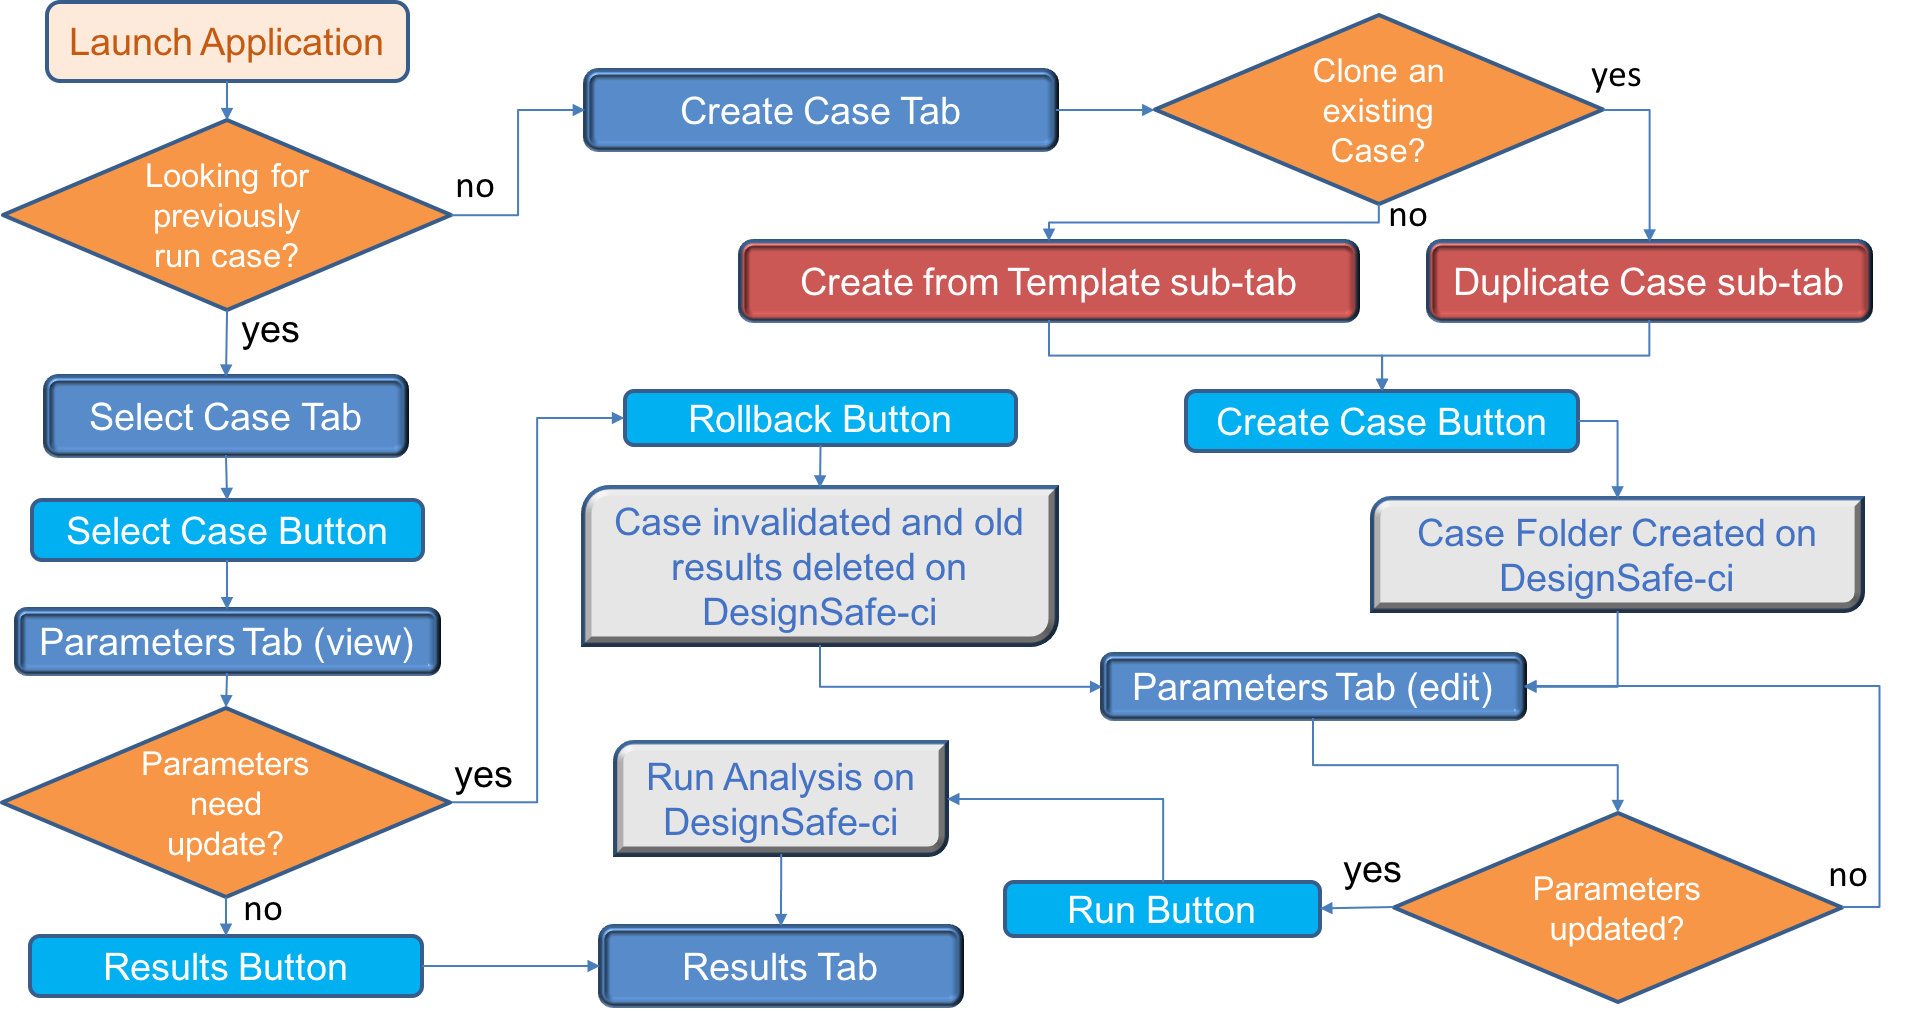 Launch Application
Looking for
previously
run case?
no
yes
Create Case Tab
Clone an
existing
Case?
yes
no
Create from Template sub-tab
Duplicate Case sub-tab
Select Case Tab
Select Case Button
Parameters Tab (view)
Parameters
need
update?
yes
no
Results Button
Rollback Button
Case invalidated and old
results deleted on
DesignSafe-ci
Create Case Button
Case Folder Created on
DesignSafe-ci
Parameters Tab (edit)
Parameters
updated?
yes
no
Run Button
Run Analysis on
DesignSafe-ci
Results Tab